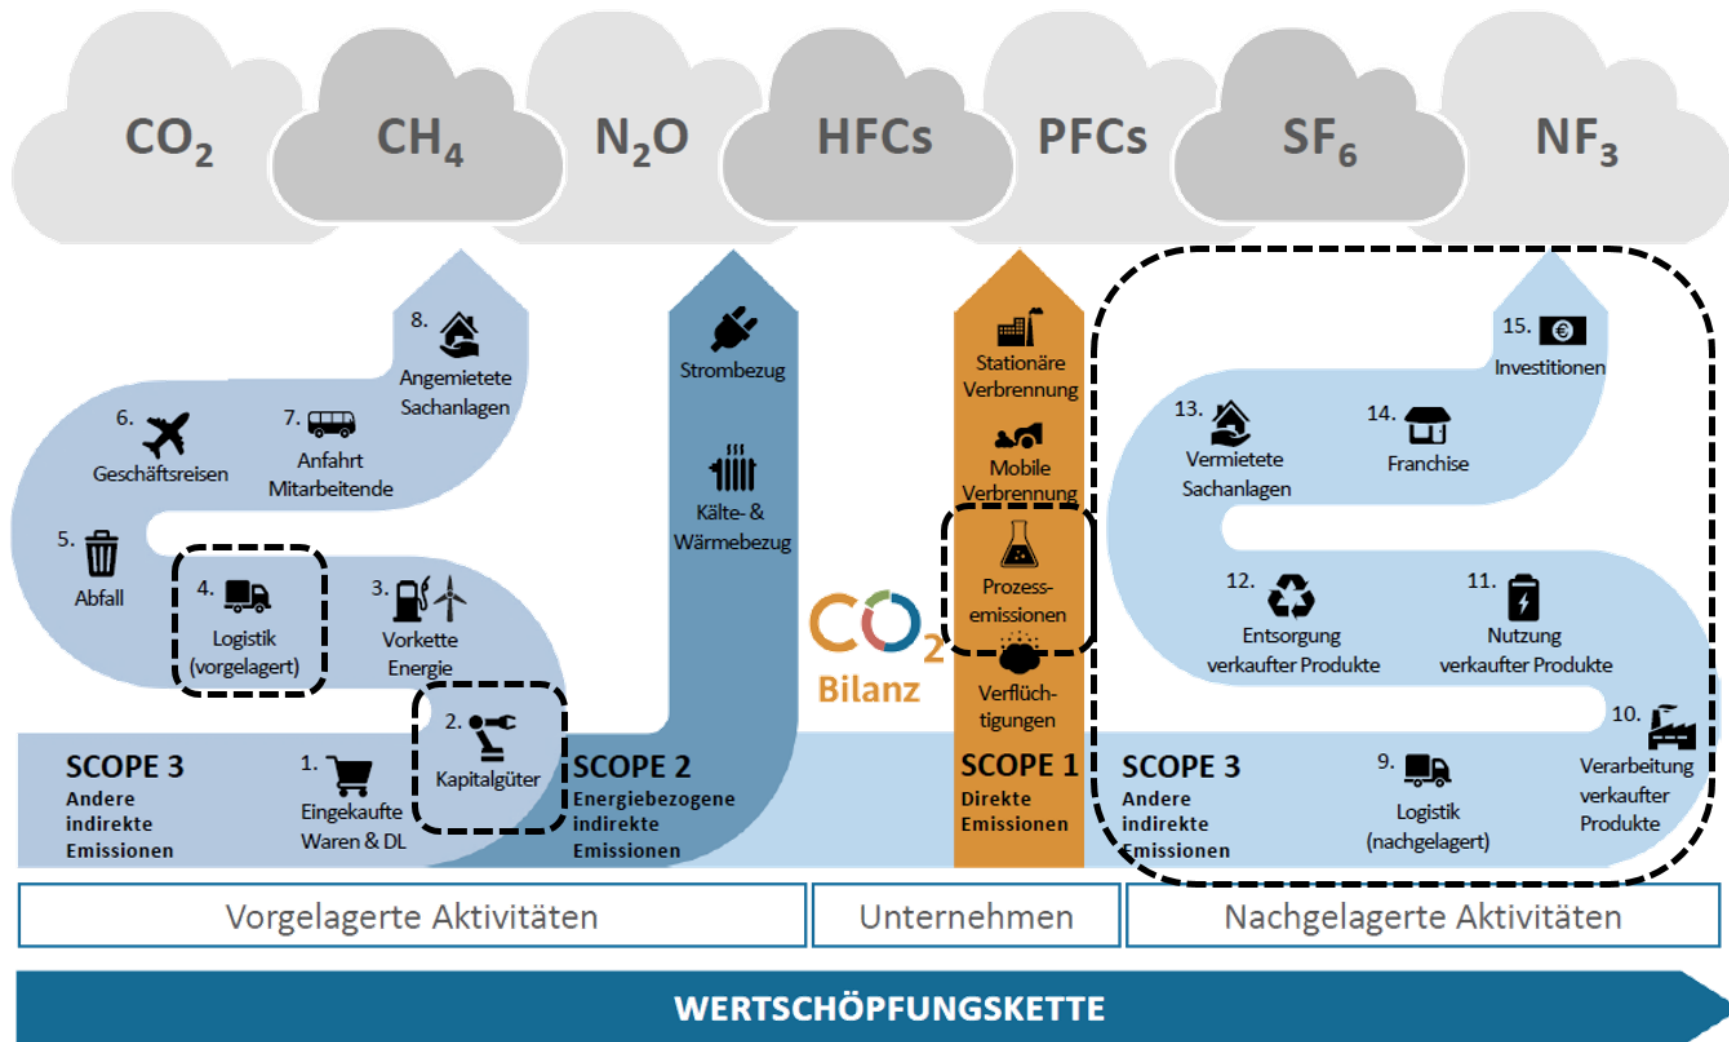 CO₂
CH₄
N₂O
HFCs
PFCs
SF₆
NF₃
8.
Angemietete
Sachanlagen
6.
Geschäftsreisen
7.
Anfahrt
Mitarbeitende
5.
Abfall
4.
Logistik
(vorgelagert)
3.
Vorkette
Energie
2.
Kapitalgüter
1.
Eingekaufte
Waren & DL
SCOPE 3
Andere
indirekte
Emissionen
Strombezug
Kälte- &
Wärmebezug
SCOPE 2
Energiebezogene
indirekte
Emissionen
CO₂
Bilanz
Stationäre
Verbrennung
Mobile
Verbrennung
Prozess-
emissionen
Verflüch-
tigungen
SCOPE 1
Direkte
Emissionen
15.
Investitionen
13.
Vermietete
Sachanlagen
14.
Franchise
12.
Entsorgung
verkaufter Produkte
11.
Nutzung
verkaufter Produkte
10.
Verarbeitung
verkaufter
Produkte
9.
Logistik
(nachgelagert)
SCOPE 3
Andere
indirekte
Emissionen
Vorgelagerte Aktivitäten
Unternehmen
Nachgelagerte Aktivitäten
WERTSCHÖPFUNGSKETTE